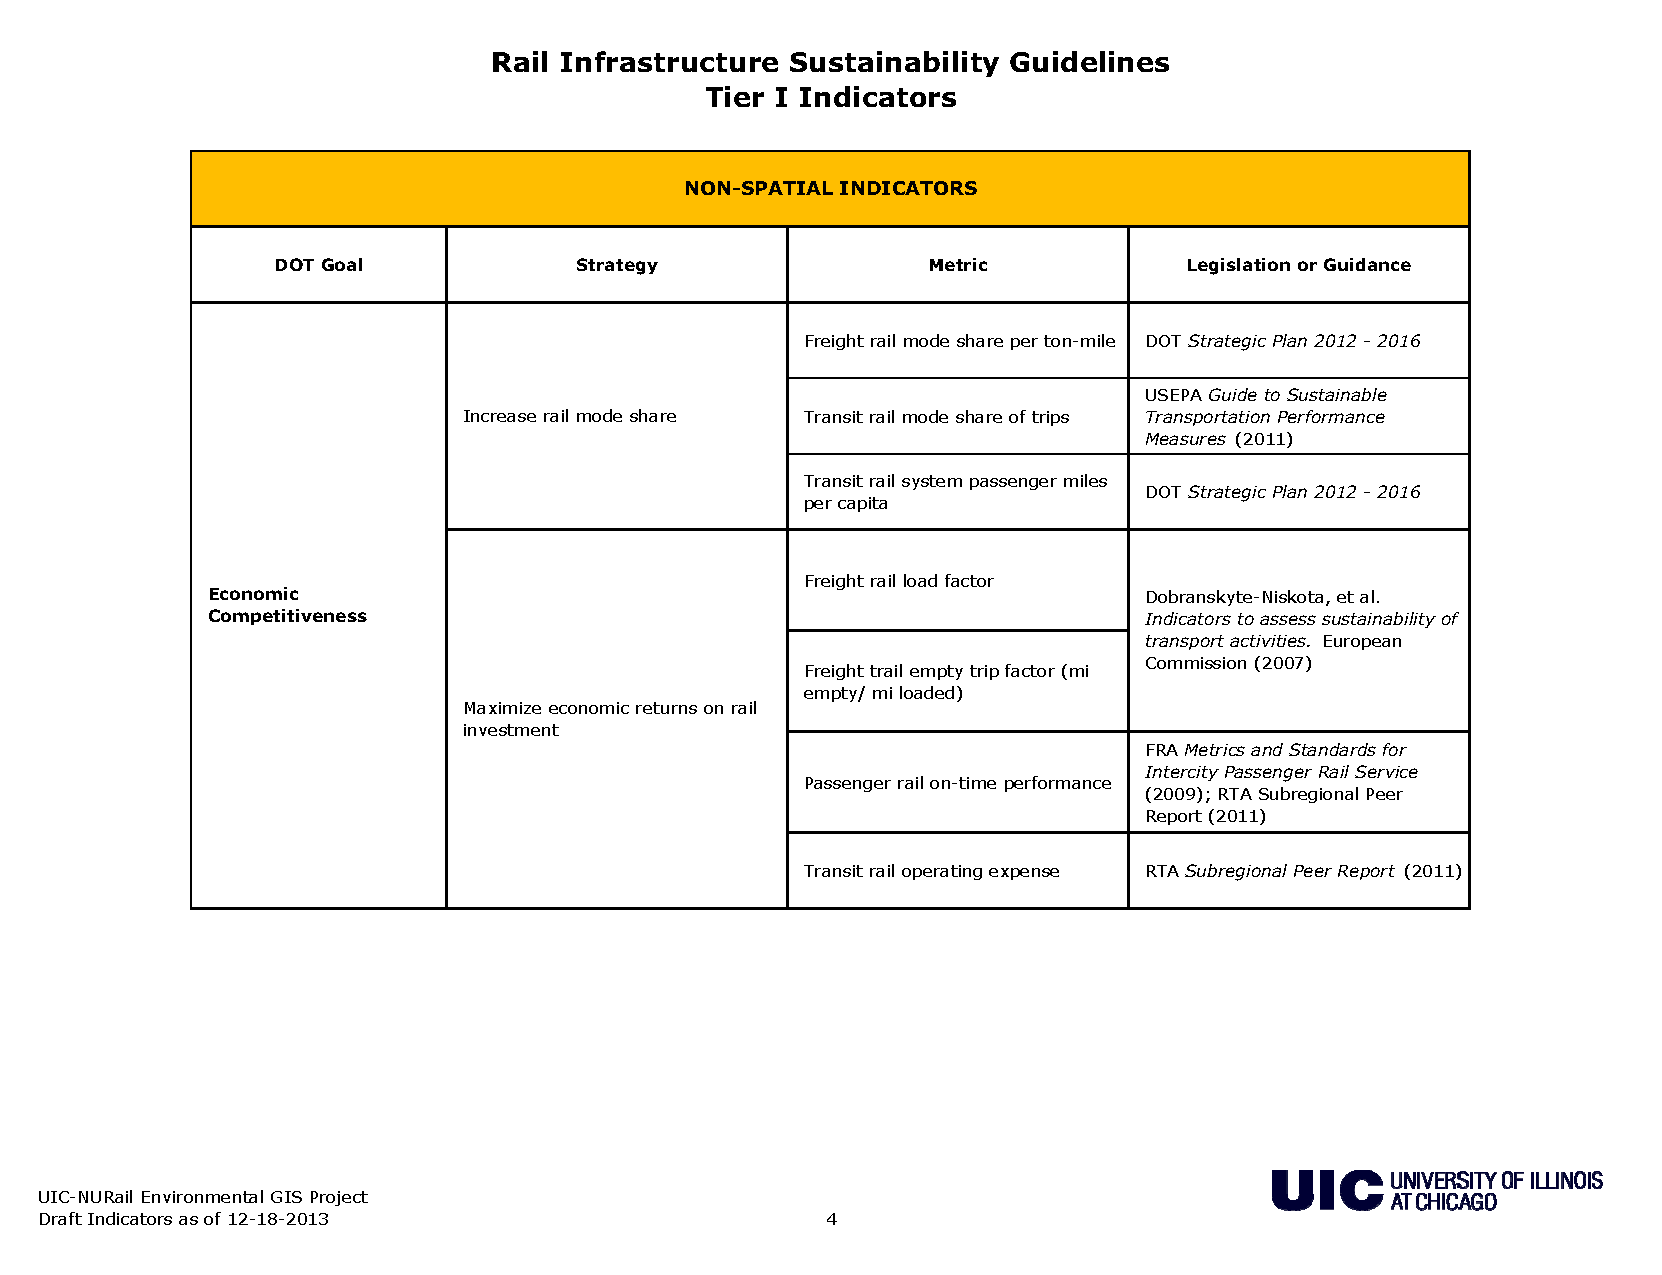 Rail Infrastructure Sustainability Guidelines
Tier I Indicators
NON-SPATIAL INDICATORS
DOT Goal
Strategy
Metric
Legislation or Guidance
Economic
Competitiveness
Increase rail mode share
Freight rail mode share per ton-mile
DOT Strategic Plan 2012 - 2016
Transit rail mode share of trips
USEPA Guide to Sustainable
Transportation Performance
Measures (2011)
Transit rail system passenger miles
per capita
DOT Strategic Plan 2012 - 2016
Maximize economic returns on rail
investment
Freight rail load factor
Freight trail empty trip factor (mi
empty/ mi loaded)
Dobranskyte-Niskota, et al.
Indicators to assess sustainability of
transport activities. European
Commission (2007)
Passenger rail on-time performance
FRA Metrics and Standards for
Intercity Passenger Rail Service
(2009); RTA Subregional Peer
Report (2011)
Transit rail operating expense
RTA Subregional Peer Report (2011)
UIC-NURail Environmental GIS Project
Draft Indicators as of 12-18-2013
4
UIC UNIVERSITY OF ILLINOIS
AT CHICAGO